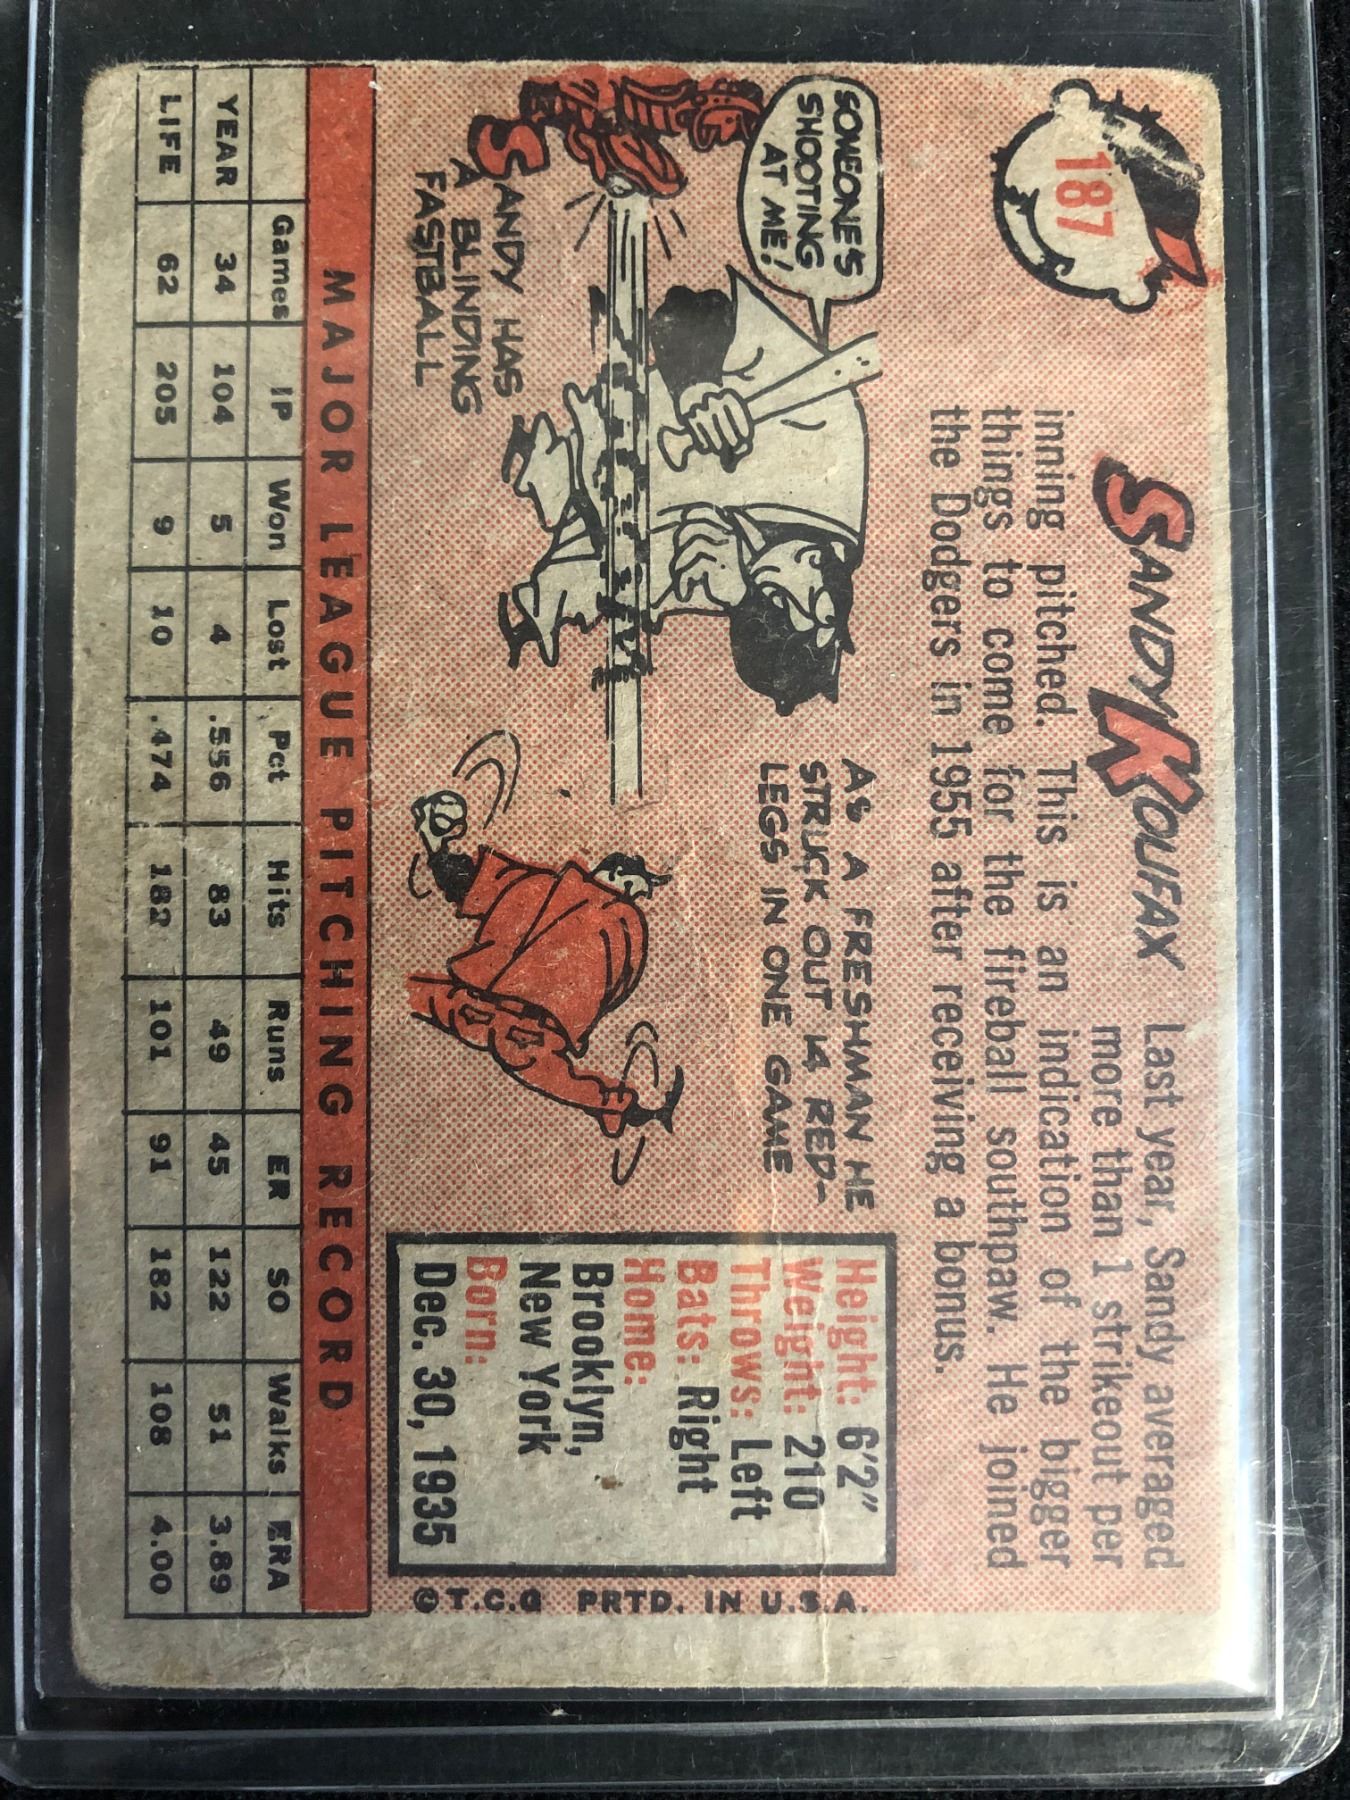 187
SANDY KOUFAX
Last year, Sandy averaged
more than 1 strikeout per
inning pitched. This is an indication of the bigger
things to come for the fireball southpaw. He joined
the Dodgers in 1955 after receiving a bonus.
SOMEONE'S
SHOOTING
AT ME!
SANDY HAS
A BLINDING
FASTBALL
AS A FRESHMAN HE
STRUCK OUT 14 RED-
LEGS IN ONE GAME
Height: 6'2"
Weight: 210
Throws: Left
Bats: Right
Home:
Brooklyn,
New York
Born:
Dec. 30, 1935
© T.C.G PRTD. IN U.S.A.
MAJOR LEAGUE PITCHING RECORD
Games IP Won Lost Pct Hits Runs ER SO Walks ERA
YEAR 34 104 5 4 .556 83 49 45 122 51 3.89
LIFE 62 205 9 10 .474 182 101 91 182 108 4.00